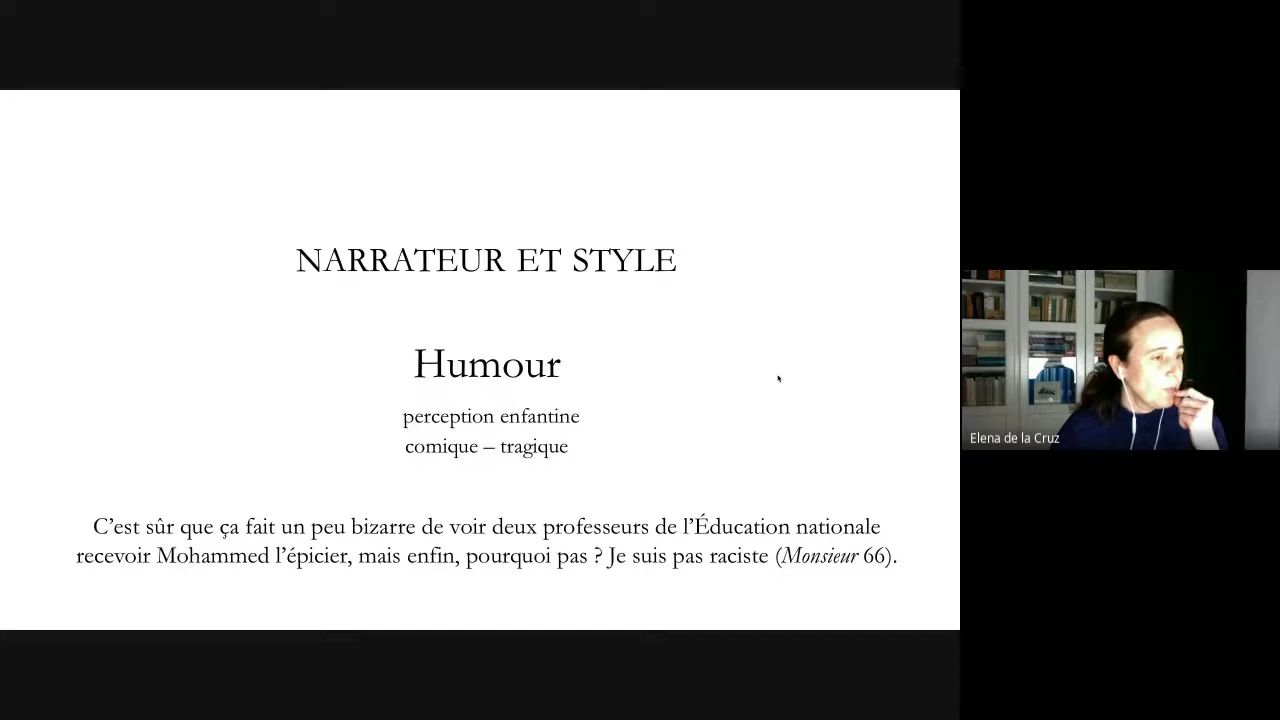 NARRATEUR ET STYLE
Humour
perception enfantine
comique – tragique
C’est sûr que ça fait un peu bizarre de voir deux professeurs de l’Éducation nationale
recevoir Mohammed l’épicier, mais enfin, pourquoi pas ? Je suis pas raciste (Monsieur 66).
Elena de la Cruz